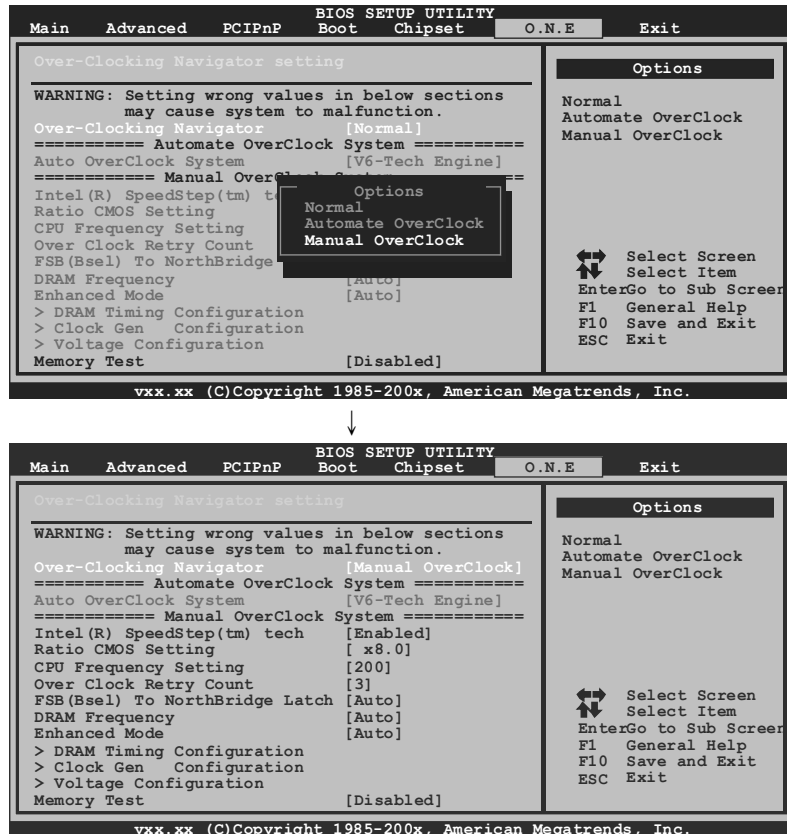 BIOS SETUP UTILITY
Main Advanced PCIPnP Boot Chipset O.N.E Exit
Over-Clocking Navigator setting
WARNING: Setting wrong values in below sections
may cause system to malfunction.
Over-Clocking Navigator [Normal]
=========== Automate OverClock System ===========
Auto OverClock System [V6-Tech Engine]
============ Manual Over
Intel(R) SpeedStep(tm) t
Ratio CMOS Setting
CPU Frequency Setting
Over Clock Retry Count
FSB(Bsel) To NorthBridge
DRAM Frequency [Auto]
Enhanced Mode [Auto]
> DRAM Timing Configuration
> Clock Gen Configuration
> Voltage Configuration
Memory Test [Disabled]
Options
Normal
Automate OverClock
Manual OverClock
Options
Normal
Automate OverClock
Manual OverClock
Select Screen
Select Item
EnterGo to Sub Screen
F1 General Help
F10 Save and Exit
ESC Exit
vxx.xx (C)Copyright 1985-200x, American Megatrends, Inc.
↓
BIOS SETUP UTILITY
Main Advanced PCIPnP Boot Chipset O.N.E Exit
Over-Clocking Navigator setting
WARNING: Setting wrong values in below sections
may cause system to malfunction.
Over-Clocking Navigator [Manual OverClock]
=========== Automate OverClock System ===========
Auto OverClock System [V6-Tech Engine]
============ Manual OverClock System ============
Intel(R) SpeedStep(tm) tech [Enabled]
Ratio CMOS Setting [ x8.0]
CPU Frequency Setting [200]
Over Clock Retry Count [3]
FSB(Bsel) To NorthBridge Latch [Auto]
DRAM Frequency [Auto]
Enhanced Mode [Auto]
> DRAM Timing Configuration
> Clock Gen Configuration
> Voltage Configuration
Memory Test [Disabled]
Options
Normal
Automate OverClock
Manual OverClock
Select Screen
Select Item
EnterGo to Sub Screen
F1 General Help
F10 Save and Exit
ESC Exit
vxx.xx (C)Copyright 1985-200x, American Megatrends, Inc.